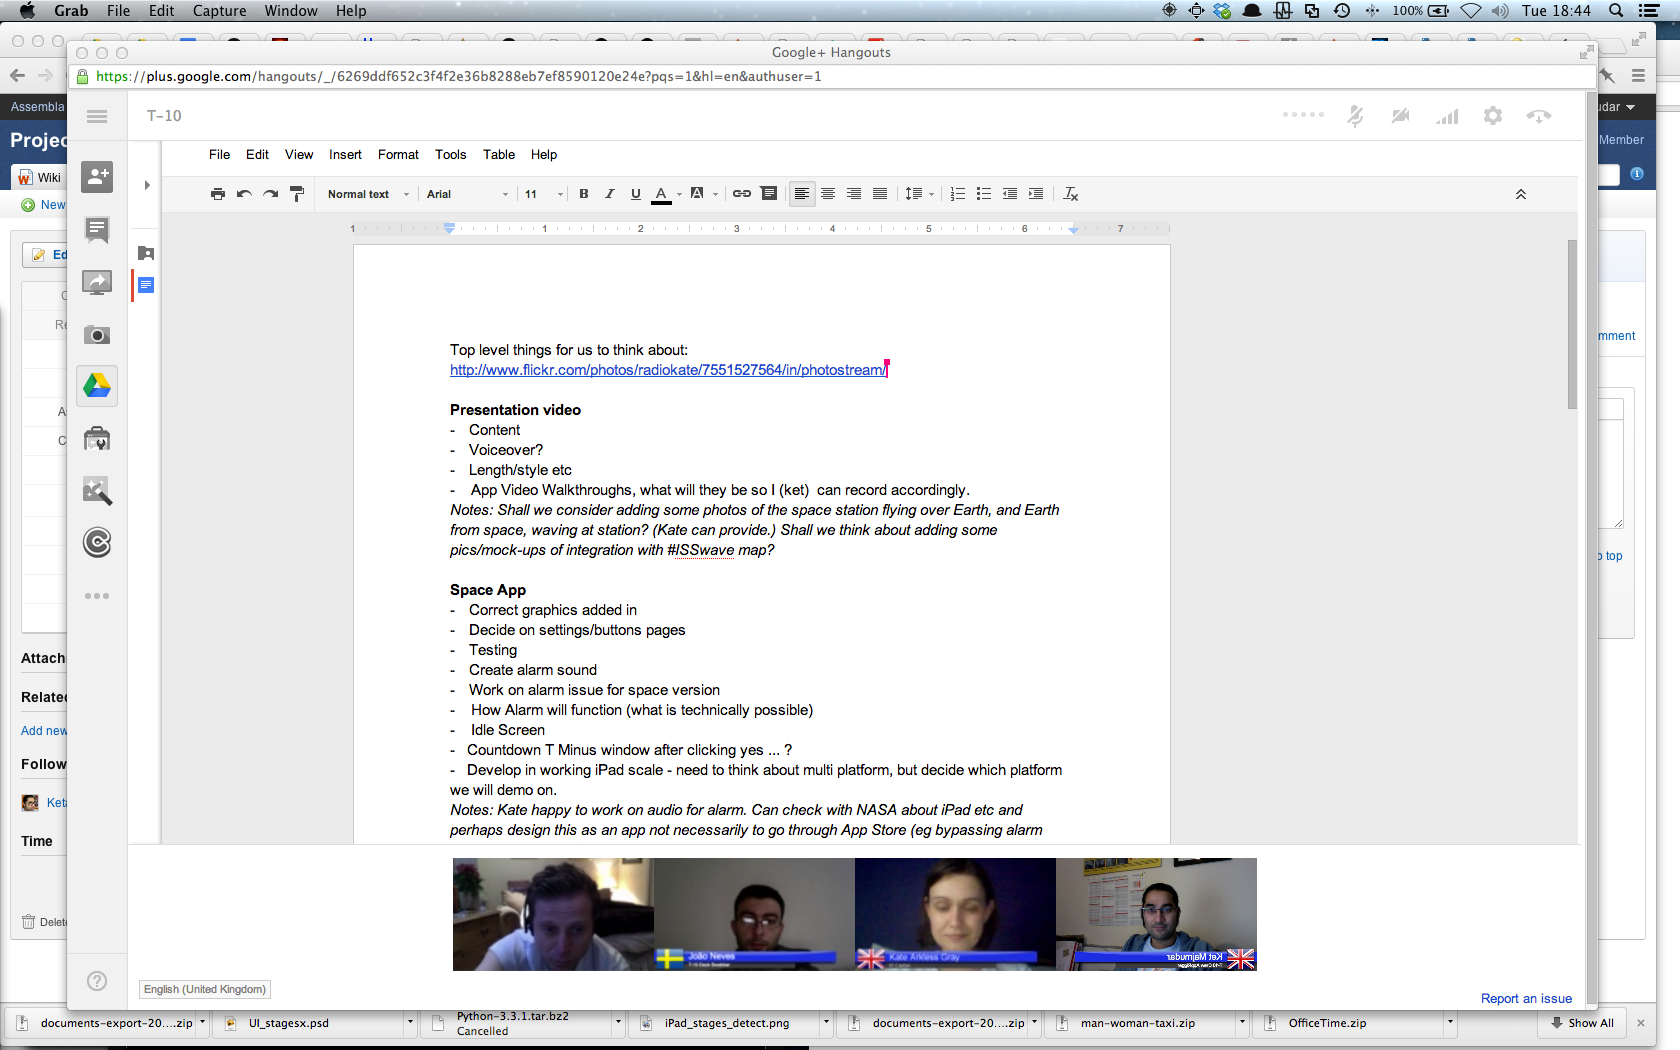 Grab File Edit Capture Window Help
100% Tue 18:44
Google+ Hangouts
https://plus.google.com/hangouts/_/6269ddf652c3f4f2e36b8288eb7ef8590120e24e?pqs=1&hl=en&authuser=1
Assembla
udar
T-10
Projec
Member
File Edit View Insert Format Tools Table Help
Wiki
Normal text Arial 11 B I U A A
New
1 1 2 3 4 5 6 7
Ed
Re
mment
Top level things for us to think about:
http://www.flickr.com/photos/radiokate/7551527564/in/photostream/
Presentation video
- Content
- Voiceover?
- Length/style etc
- App Video Walkthroughs, what will they be so I (ket)  can record accordingly.
Notes: Shall we consider adding some photos of the space station flying over Earth, and Earth
from space, waving at station? (Kate can provide.) Shall we think about adding some
pics/mock-ups of integration with #ISSwave map?
o top
Space App
- Correct graphics added in
- Decide on settings/buttons pages
- Testing
- Create alarm sound
- Work on alarm issue for space version
- How Alarm will function (what is technically possible)
- Idle Screen
- Countdown T Minus window after clicking yes ... ?
- Develop in working iPad scale - need to think about multi platform, but decide which platform
we will demo on.
Notes: Kate happy to work on audio for alarm. Can check with NASA about iPad etc and
perhaps design this as an app not necessarily to go through App Store (eg bypassing alarm
Attach
Related
Add new
Follow
Keta
Time
Delete
João Neves
Kate Arkless Gray
Ket Majmudar
English (United Kingdom)
Report an issue
documents-export-20....zip
UI_stagesx.psd
Python-3.3.1.tar.bz2
Cancelled
iPad_stages_detect.png
documents-export-20....zip
man-woman-taxi.zip
OfficeTime.zip
Show All